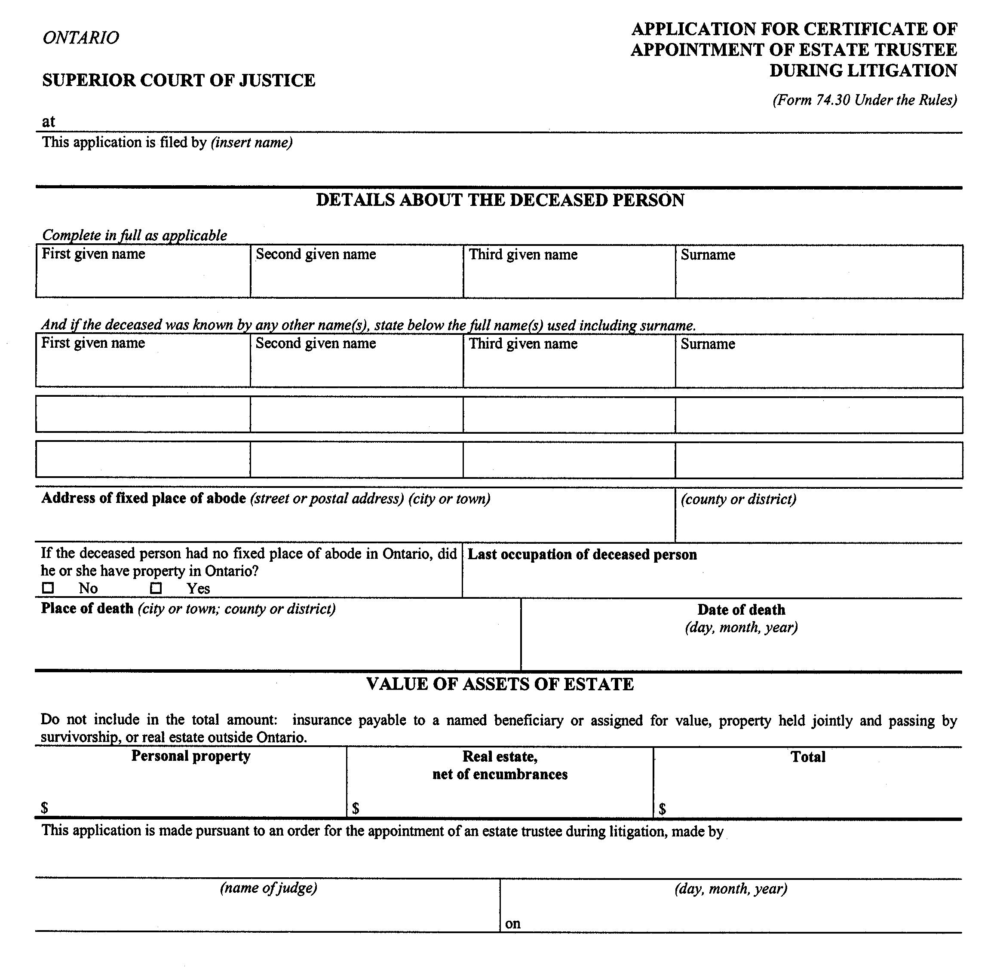 ONTARIO
SUPERIOR COURT OF JUSTICE
at
APPLICATION FOR CERTIFICATE OF
APPOINTMENT OF ESTATE TRUSTEE
DURING LITIGATION
(Form 74.30 Under the Rules)
This application is filed by (insert name)
DETAILS ABOUT THE DECEASED PERSON
Complete in full as applicable
First given name
Second given name
Third given name
Surname
And if the deceased was known by any other name(s), state below the full name(s) used including surname.
First given name
Second given name
Third given name
Surname
Address of fixed place of abode (street or postal address) (city or town)
(county or district)
If the deceased person had no fixed place of abode in Ontario, did
he or she have property in Ontario?
No Yes
Last occupation of deceased person
Place of death (city or town; county or district)
Date of death
(day, month, year)
VALUE OF ASSETS OF ESTATE
Do not include in the total amount: insurance payable to a named beneficiary or assigned for value, property held jointly and passing by
survivorship, or real estate outside Ontario.
Personal property
$
Real estate,
net of encumbrances
$
Total
$
This application is made pursuant to an order for the appointment of an estate trustee during litigation, made by
(name of judge)
(day, month, year)
on